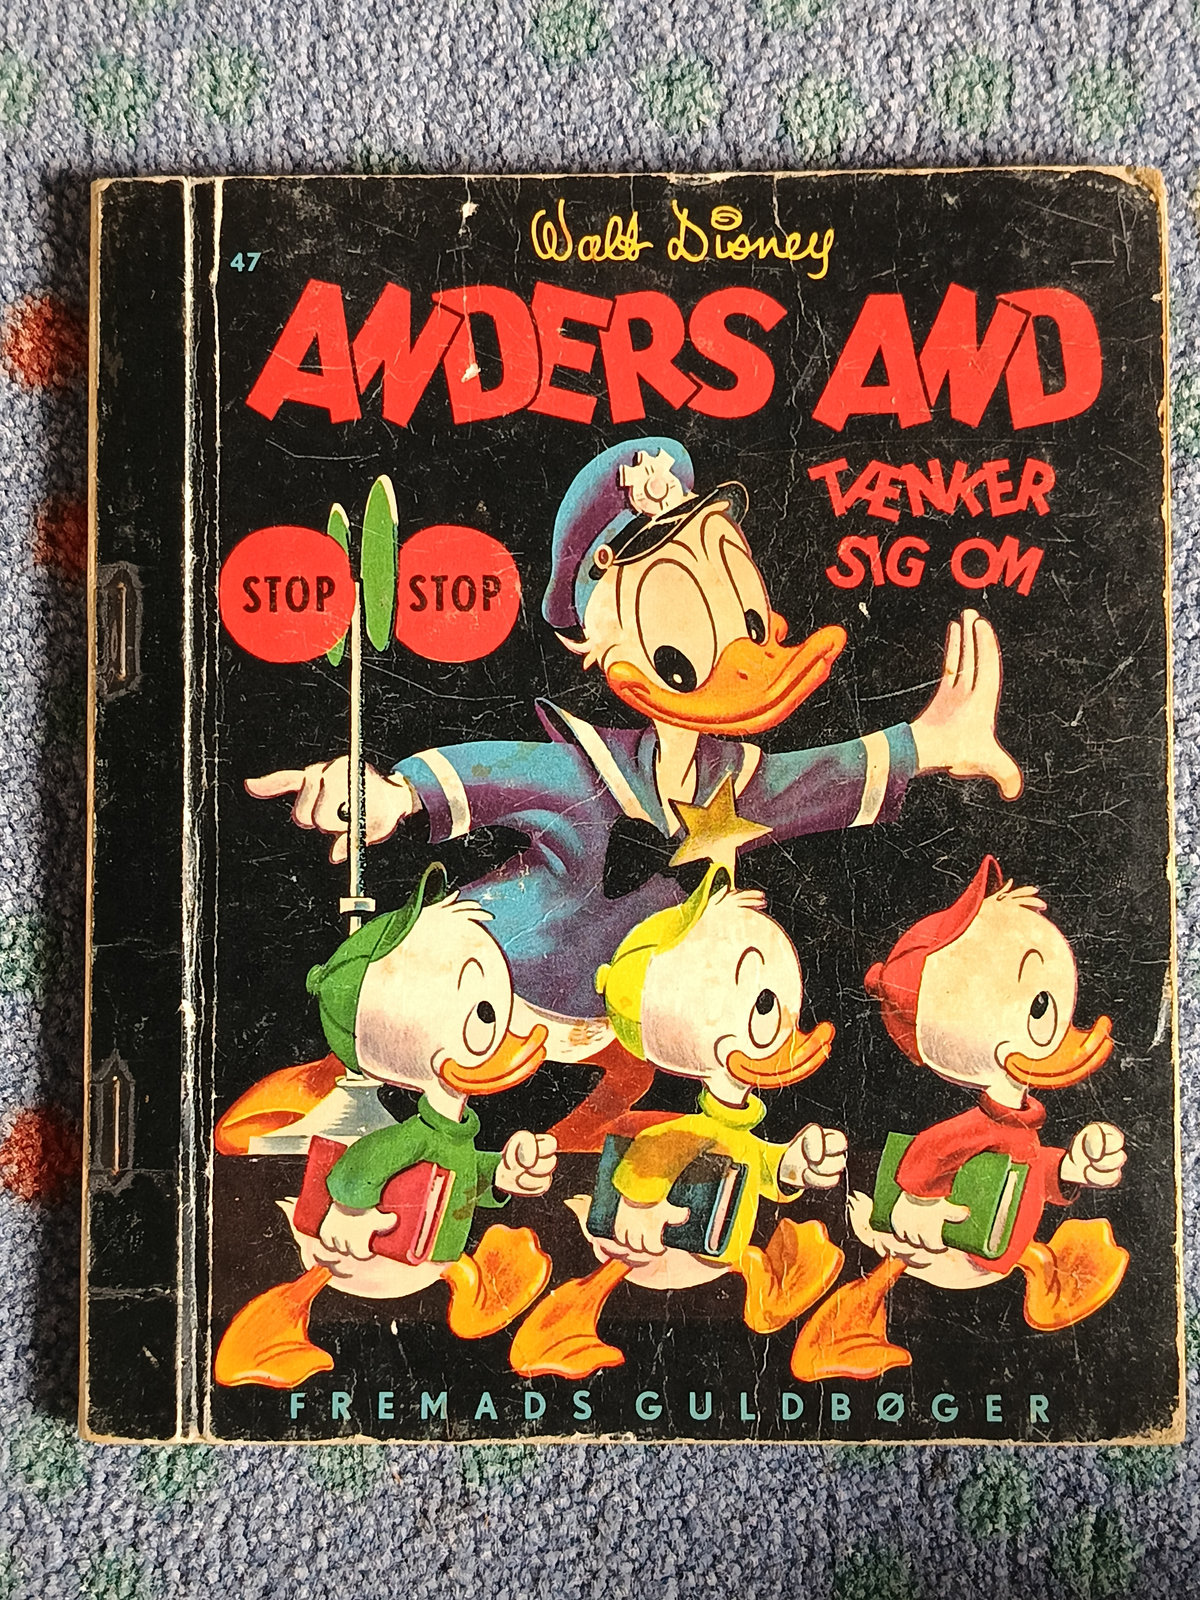 Walt Disney
47
ANDERS AND
TÆNKER
SIG OM
STOP STOP
FREMADS GULDBØGER